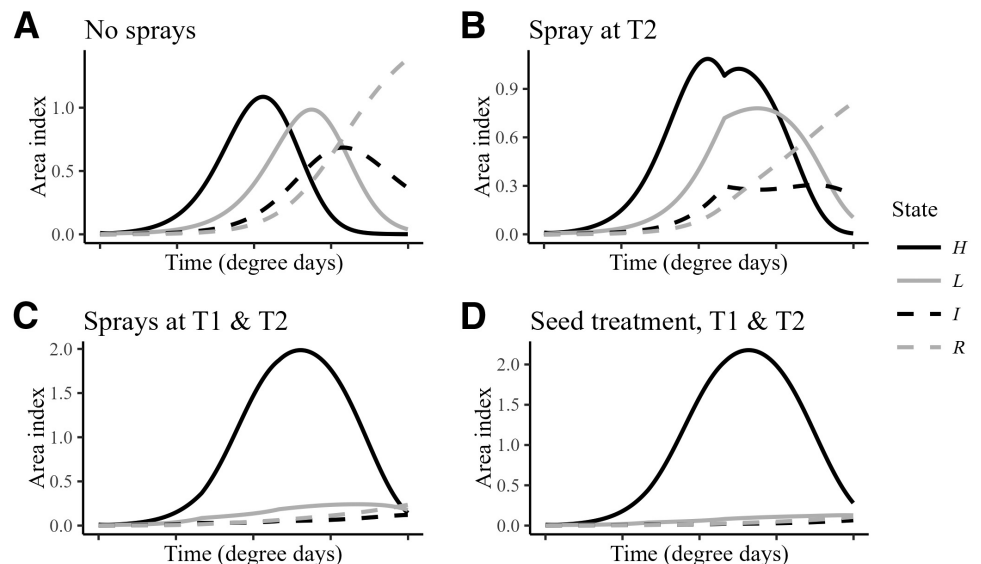 A
No sprays
Area index
1.0
0.5
0.0
Time (degree days)
B
Spray at T2
Area index
0.9
0.6
0.3
0.0
Time (degree days)
State
H
L
I
R
C
Sprays at T1 & T2
Area index
2.0
1.5
1.0
0.5
0.0
Time (degree days)
D
Seed treatment, T1 & T2
Area index
2.0
1.5
1.0
0.5
0.0
Time (degree days)